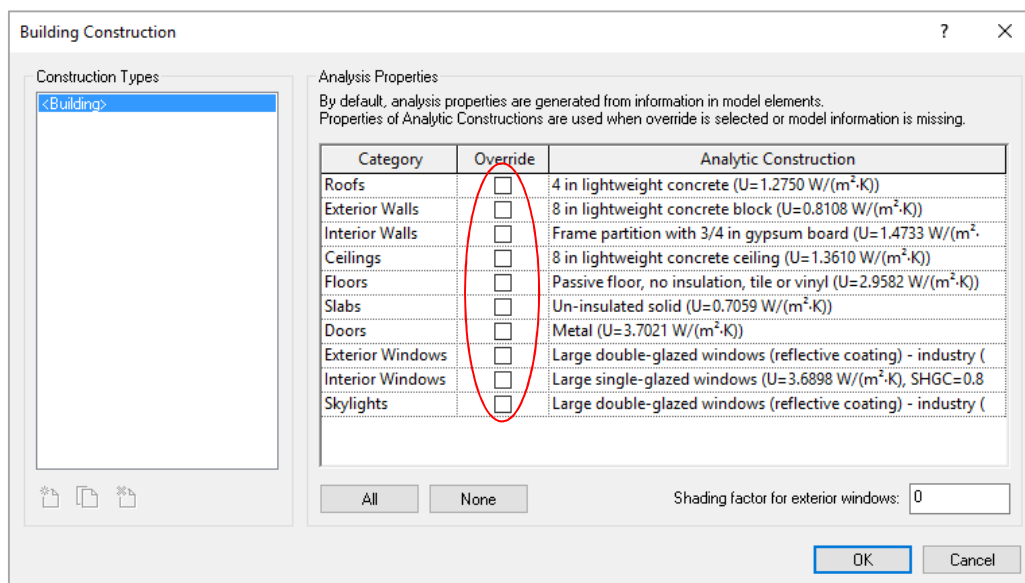 Building Construction
?
Construction Types
<Building>
Analysis Properties
By default, analysis properties are generated from information in model elements.
Properties of Analytic Constructions are used when override is selected or model information is missing.
Category Override Analytic Construction
Roofs 4 in lightweight concrete (U=1.2750 W/(m²·K))
Exterior Walls 8 in lightweight concrete block (U=0.8108 W/(m²·K))
Interior Walls Frame partition with 3/4 in gypsum board (U=1.4733 W/(m²·
Ceilings 8 in lightweight concrete ceiling (U=1.3610 W/(m²·K))
Floors Passive floor, no insulation, tile or vinyl (U=2.9582 W/(m²·K))
Slabs Un-insulated solid (U=0.7059 W/(m²·K))
Doors Metal (U=3.7021 W/(m²·K))
Exterior Windows Large double-glazed windows (reflective coating) - industry (
Interior Windows Large single-glazed windows (U=3.6898 W/(m²·K), SHGC=0.8
Skylights Large double-glazed windows (reflective coating) - industry (
All None Shading factor for exterior windows: 0
OK Cancel